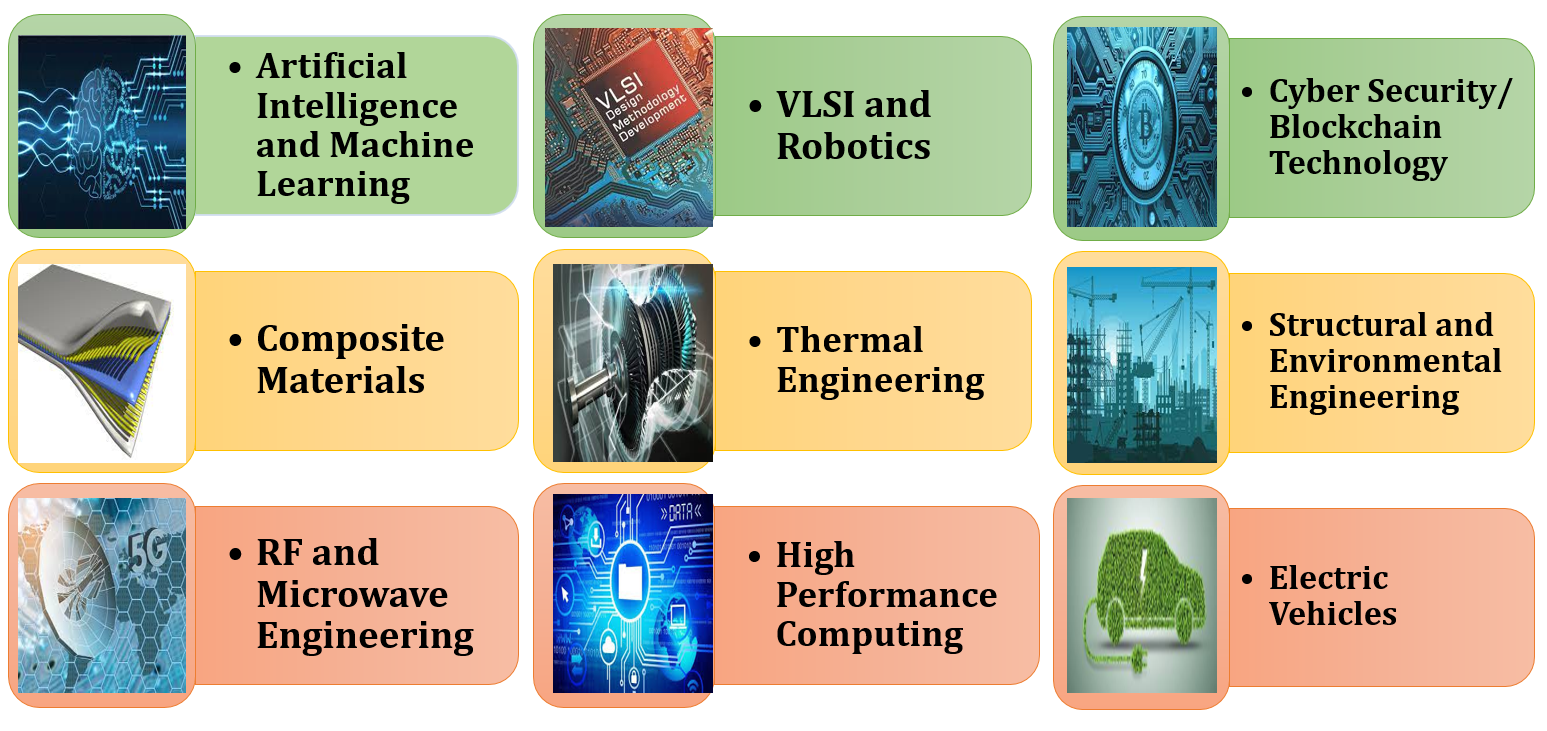 • Artificial
Intelligence
and Machine
Learning
VLSI
Design
Methodology
Development
• VLSI and
Robotics
• Cyber Security/
Blockchain
Technology
• Composite
Materials
• Thermal
Engineering
• Structural and
Environmental
Engineering
5G
• RF and
Microwave
Engineering
»DATA«
• High
Performance
Computing
• Electric
Vehicles